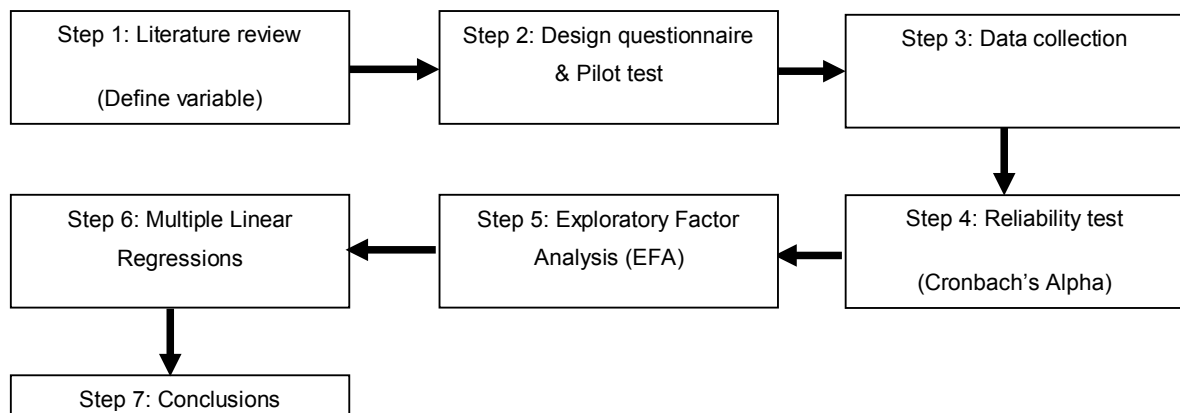 Step 1: Literature review
(Define variable)
Step 2: Design questionnaire
& Pilot test
Step 3: Data collection
Step 4: Reliability test
(Cronbach’s Alpha)
Step 5: Exploratory Factor
Analysis (EFA)
Step 6: Multiple Linear
Regressions
Step 7: Conclusions